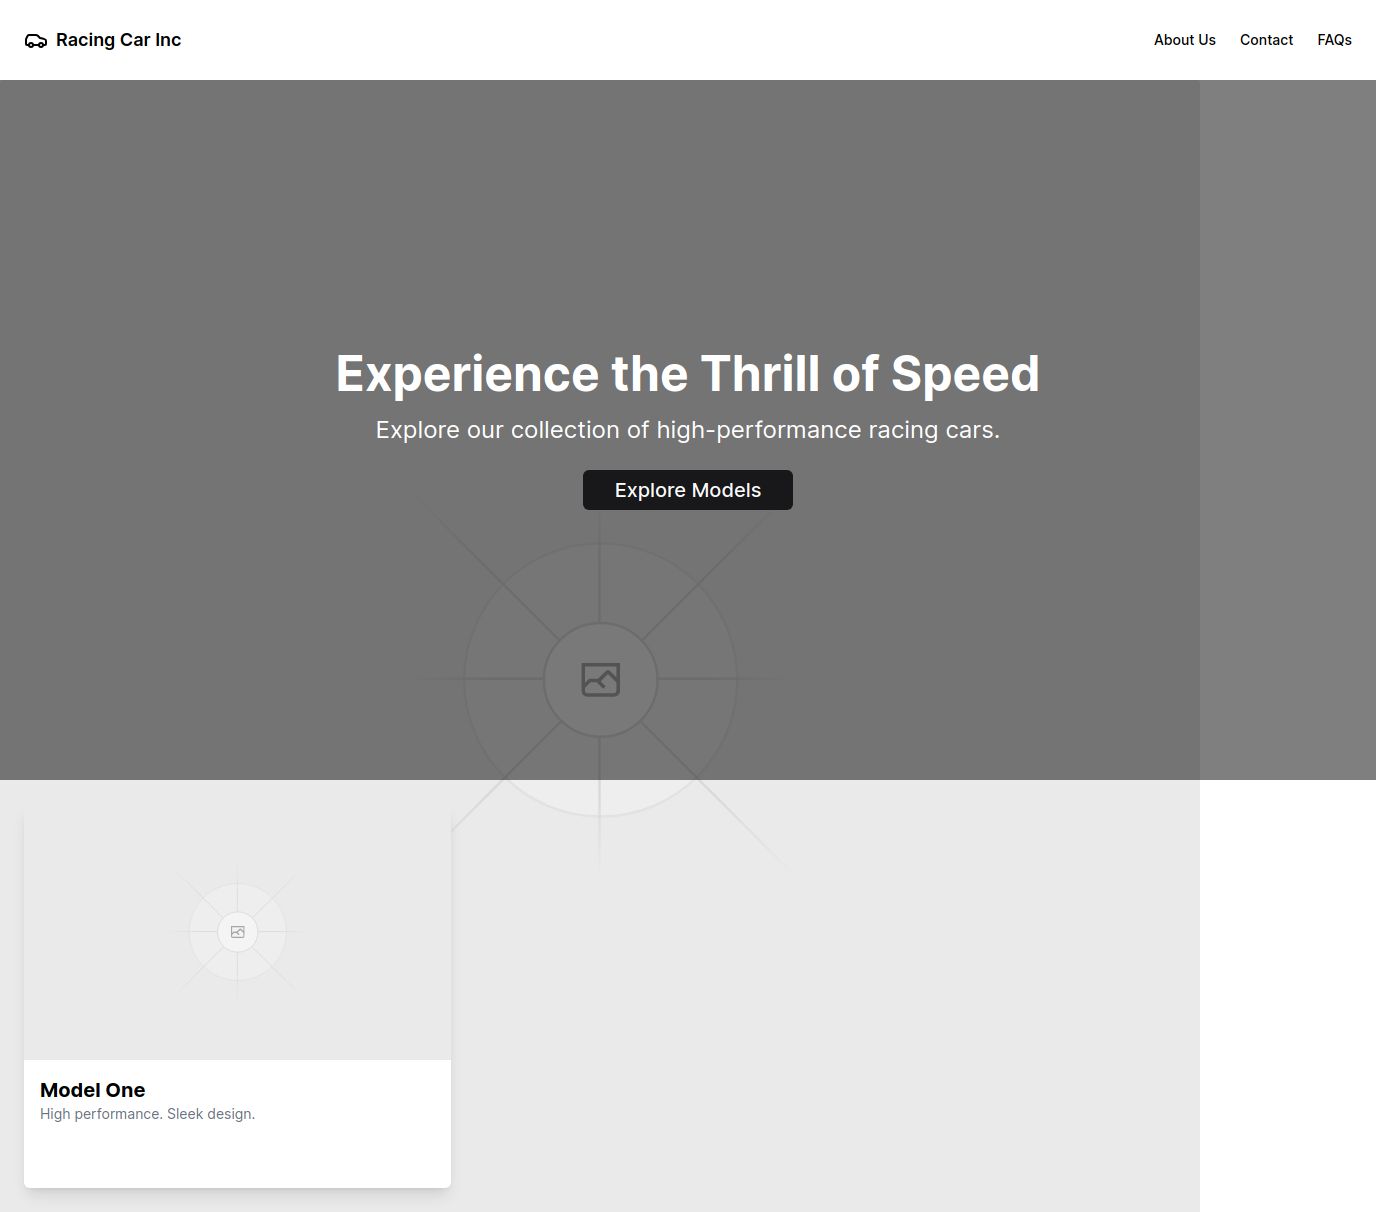 Racing Car Inc
About Us
Contact
FAQs
Experience the Thrill of Speed
Explore our collection of high-performance racing cars.
Explore Models
Model One
High performance. Sleek design.